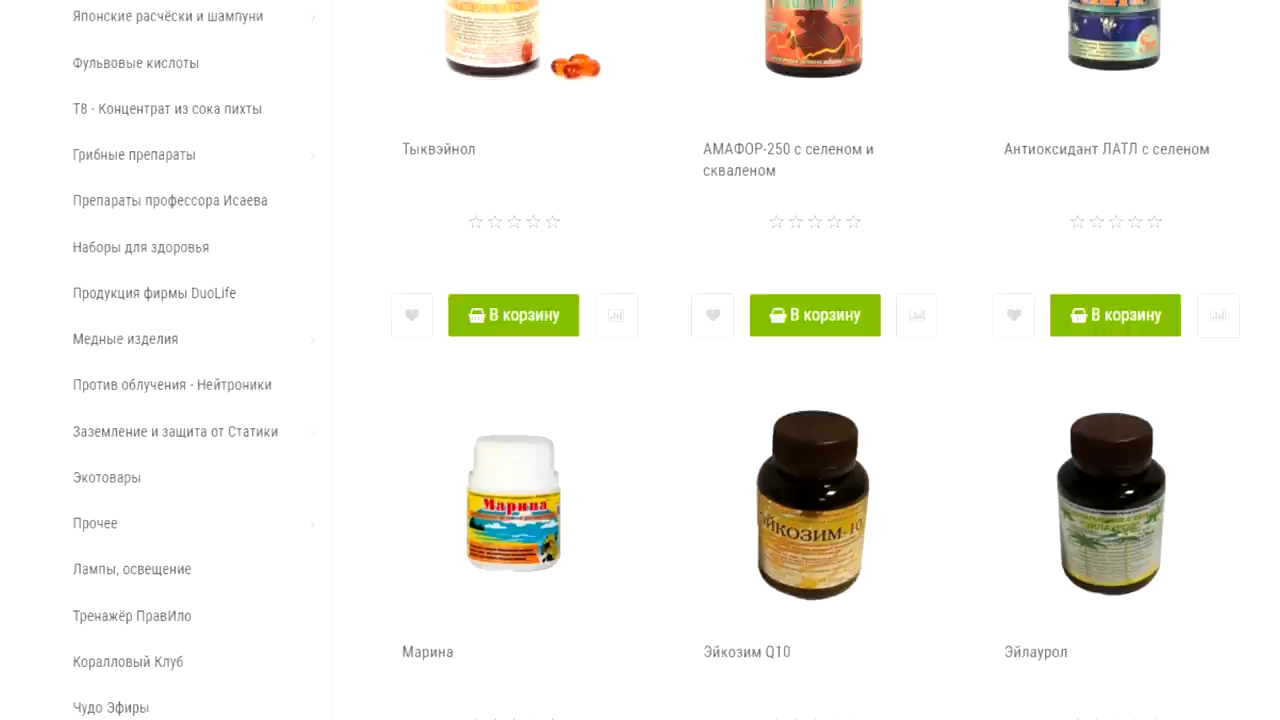 Японские расчёски и шампуни
Фульвовые кислоты
Т8 - Концентрат из сока пихты
Грибные препараты
Препараты профессора Исаева
Наборы для здоровья
Продукция фирмы DuoLife
Медные изделия
Против облучения - Нейтроники
Заземление и защита от Статики
Экотовары
Прочее
Лампы, освещение
Тренажёр ПравИло
Коралловый Клуб
Чудо Эфиры
Тыквэйнол
АМАФОР-250 с селеном и
скваленом
Антиоксидант ЛАТЛ с селеном
В корзину
В корзину
В корзину
Марина
ЭЙКОЗИМ-10
Марина
Эйкозим Q10
Эйлаурол